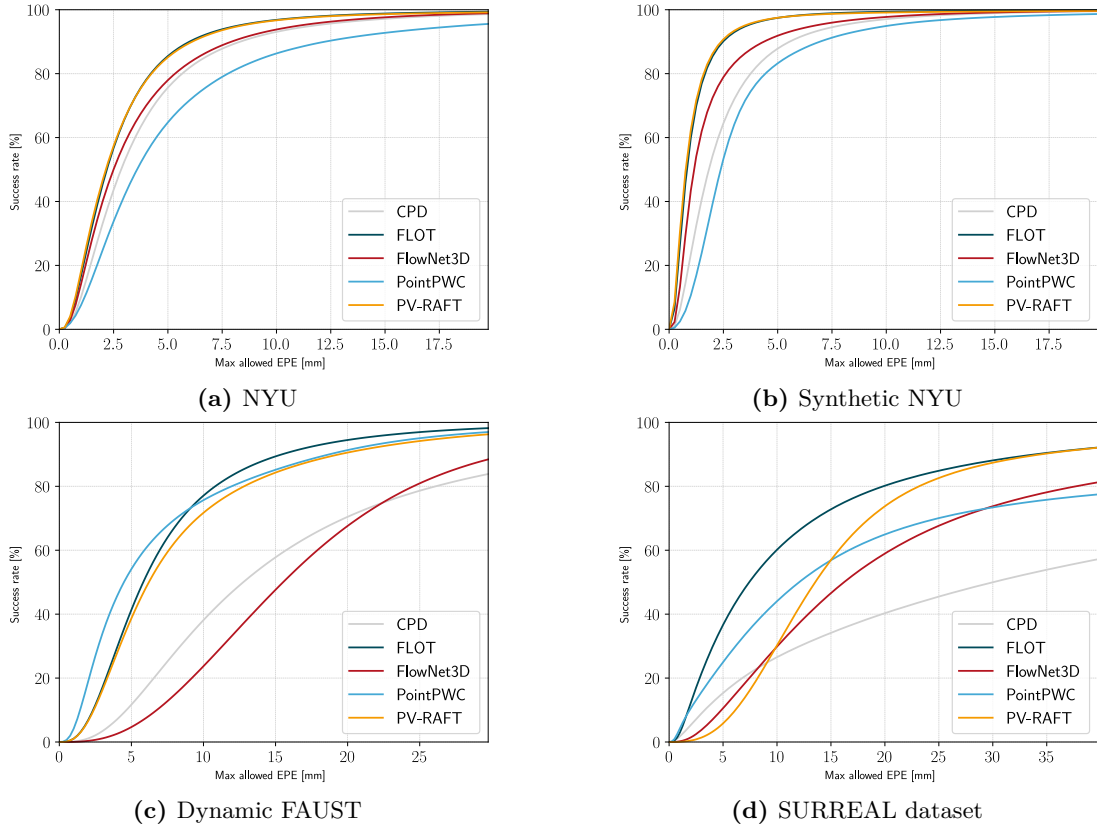 100
80
60
40
20
0
Success rate [%]
0.0 2.5 5.0 7.5 10.0 12.5 15.0 17.5
Max allowed EPE [mm]
CPD
FLOT
FlowNet3D
PointPWC
PV-RAFT
(a) NYU
100
80
60
40
20
0
Success rate [%]
0.0 2.5 5.0 7.5 10.0 12.5 15.0 17.5
Max allowed EPE [mm]
CPD
FLOT
FlowNet3D
PointPWC
PV-RAFT
(b) Synthetic NYU
100
80
60
40
20
0
Success rate [%]
0 5 10 15 20 25
Max allowed EPE [mm]
CPD
FLOT
FlowNet3D
PointPWC
PV-RAFT
(c) Dynamic FAUST
100
80
60
40
20
0
Success rate [%]
0 5 10 15 20 25 30 35
Max allowed EPE [mm]
CPD
FLOT
FlowNet3D
PointPWC
PV-RAFT
(d) SURREAL dataset